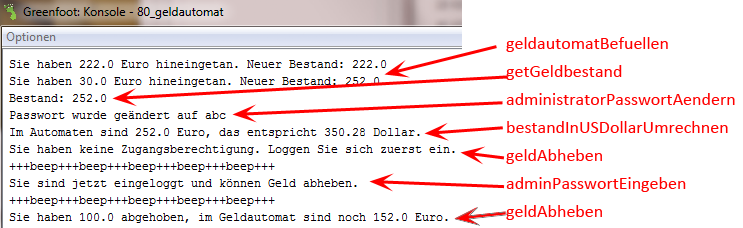 Greenfoot: Konsole - 80_geldautomat
Optionen
Sie haben 222.0 Euro hineingetan. Neuer Bestand: 222.0
geldautomatBefuellen
Sie haben 30.0 Euro hineingetan. Neuer Bestand: 252.0
getGeldbestand
Bestand: 252.0
administratorPasswortAendern
Passwort wurde geändert auf abc
bestandInUSDollarUmrechnen
Im Automaten sind 252.0 Euro, das entspricht 350.28 Dollar.
geldAbheben
Sie haben keine Zugangsberechtigung. Loggen Sie sich zuerst ein.
+++beep+++beep+++beep+++beep+++beep+++
adminPasswortEingeben
Sie sind jetzt eingeloggt und können Geld abheben.
+++beep+++beep+++beep+++beep+++beep+++
geldAbheben
Sie haben 100.0 abgehoben, im Geldautomat sind noch 152.0 Euro.